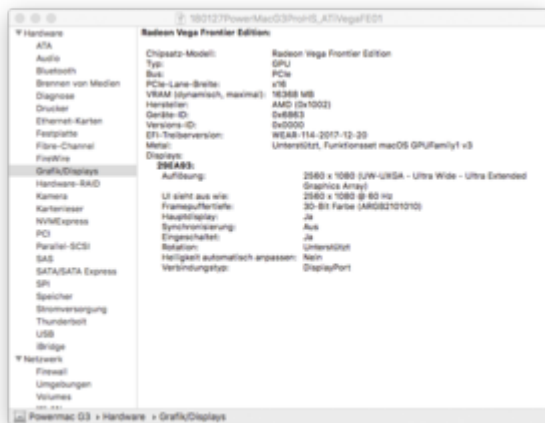 180127PowerMacG3ProHS_ATiVegaFE01
Hardware
ATA
Audio
Bluetooth
Brennen von Medien
Diagnose
Drucker
Ethernet-Karten
Festplatte
Fibre-Channel
FireWire
Grafik/Displays
Hardware-RAID
Kamera
Kartenleser
NVMExpress
PCI
Parallel-SCSI
SAS
SATA/SATA Express
SPI
Speicher
Stromversorgung
Thunderbolt
USB
iBridge
Netzwerk
Firewall
Umgebungen
Volumes
Radeon Vega Frontier Edition:
Chipsatz-Modell: Radeon Vega Frontier Edition
Typ: GPU
Bus: PCIe
PCIe-Lane-Breite: x16
VRAM (dynamisch, maximal): 16368 MB
Hersteller: AMD (0x1002)
Geräte-ID: 0x6863
Versions-ID: 0x0000
EFI-Treiberversion: WEAR-114-2017-12-20
Metal: Unterstützt, Funktionsset macOS GPUFamily1 v3
Displays:
29EA93:
Auflösung: 2560 x 1080 (UW-UXGA - Ultra Wide - Ultra Extended
Graphics Array)
UI sieht aus wie: 2560 x 1080 @ 60 Hz
Framepuffertiefe: 30-Bit Farbe (ARGB2101010)
Hauptdisplay: Ja
Synchronisierung: Aus
Eingeschaltet: Ja
Rotation: Unterstützt
Helligkeit automatisch anpassen: Nein
Verbindungstyp: DisplayPort
Powermac G3 › Hardware › Grafik/Displays